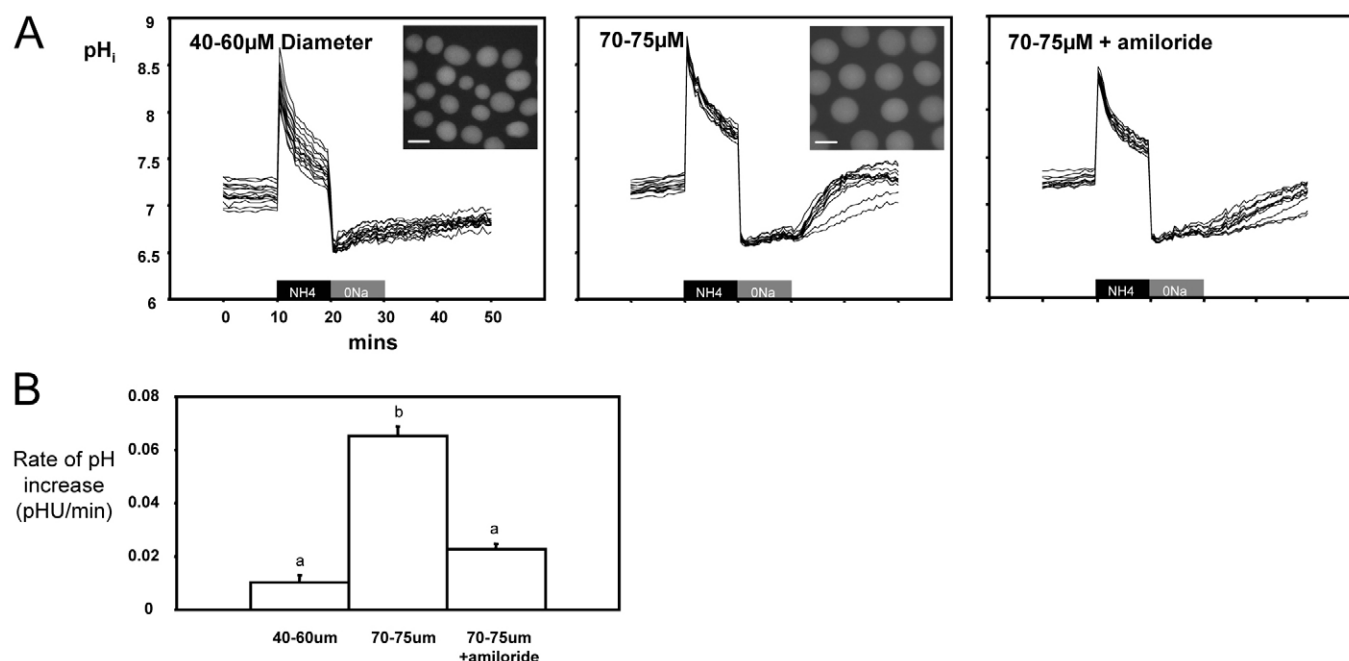 A
pHi
9
8.5
8
7.5
7
6.5
6
40-60µM Diameter
NH4 0Na
0 10 20 30 40 50
mins
70-75µM
NH4 0Na
70-75µM + amiloride
NH4 0Na
B
Rate of pH
increase
(pHU/min)
0.08
0.06
0.04
0.02
0
a
b
a
40-60um
70-75um
70-75um
+amiloride